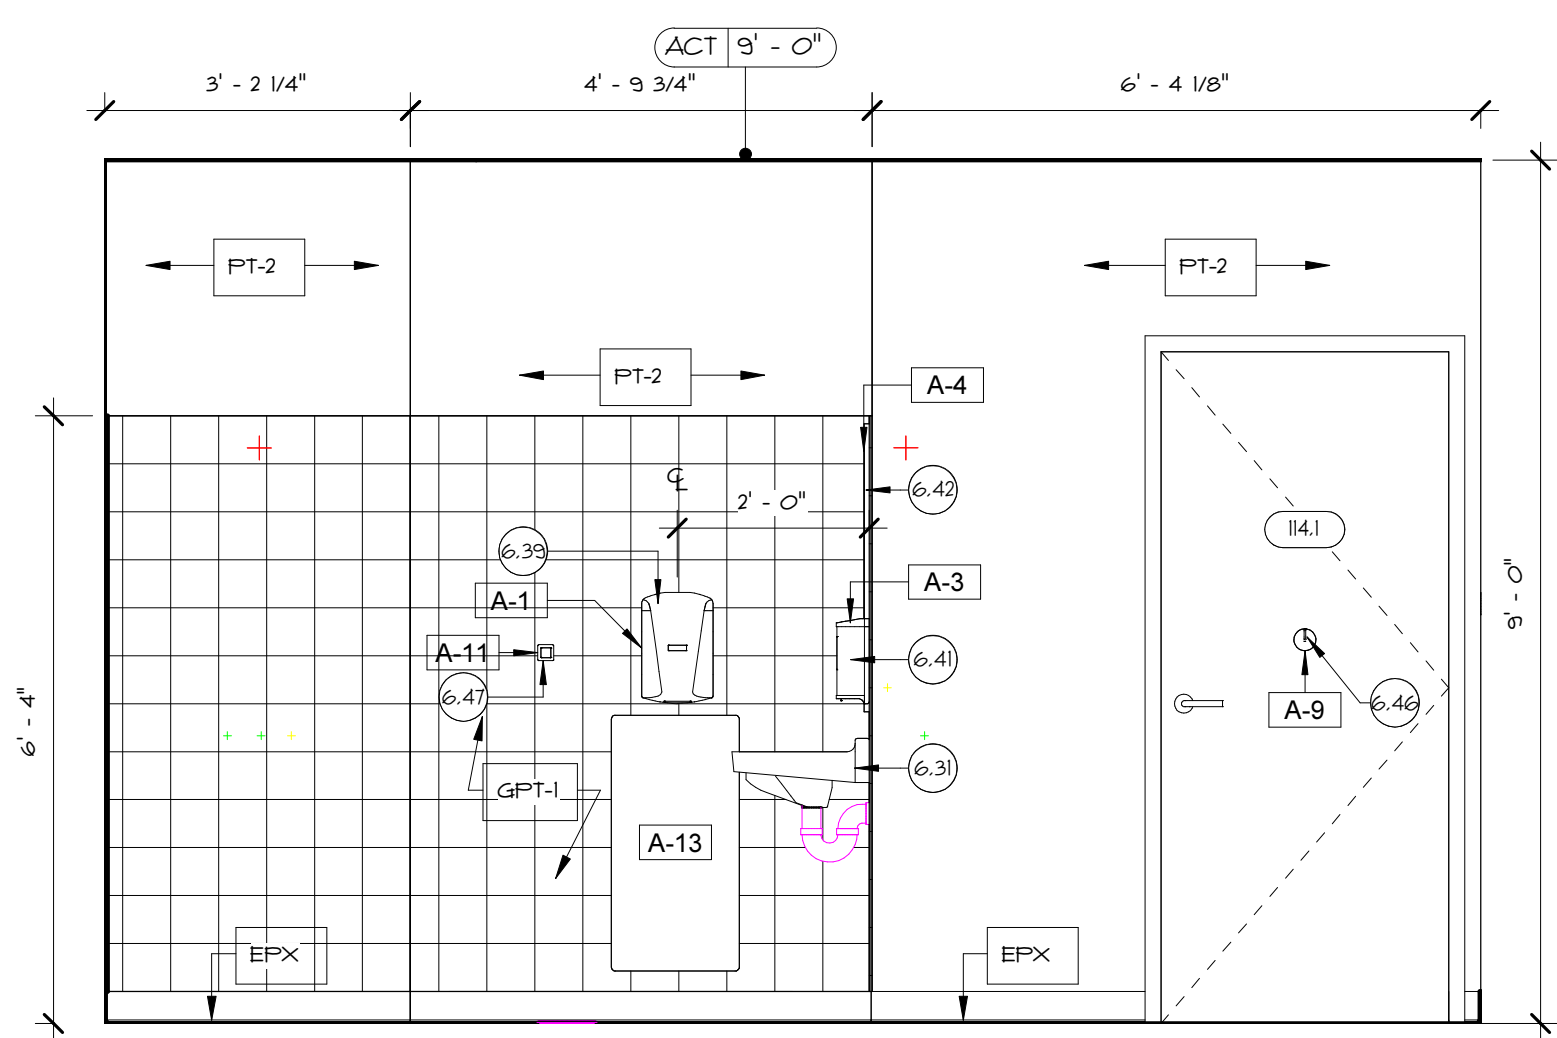 ACT 9' - 0"
3' - 2 1/4" 4' - 9 3/4" 6' - 4 1/8"
PT-2 PT-2
PT-2
A-4
6.42
℄
2' - 0"
114.1
6.39
A-1
A-3
9' - 0"
A-11
6.41
6.47
A-9
6.46
6' - 4"
6.31
GPT-1
A-13
EPX EPX